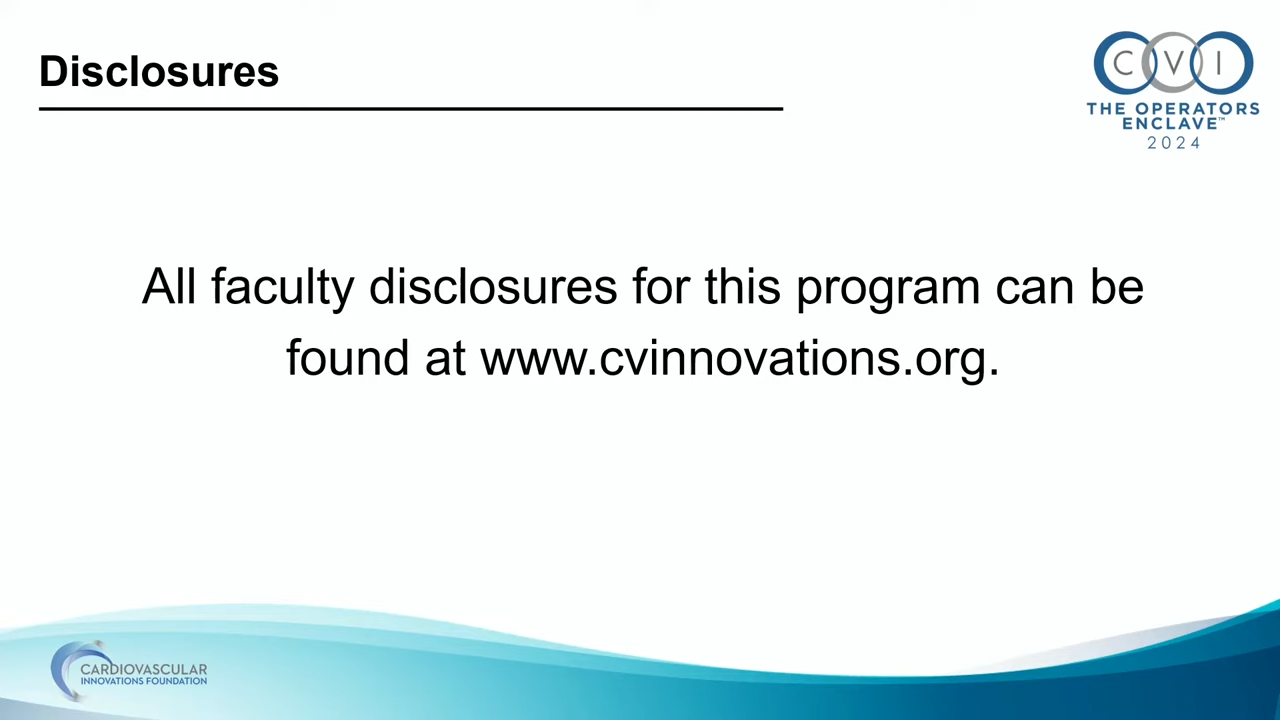 Disclosures
C V I
THE OPERATORS
ENCLAVE™
2024
All faculty disclosures for this program can be
found at www.cvinnovations.org.
CARDIOVASCULAR
INNOVATIONS FOUNDATION